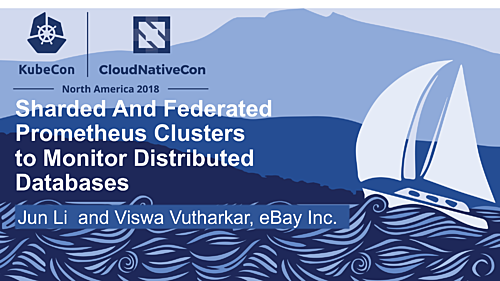 KubeCon
CloudNativeCon
North America 2018
Sharded And Federated
Prometheus Clusters
to Monitor Distributed
Databases
Jun Li  and Viswa Vutharkar, eBay Inc.